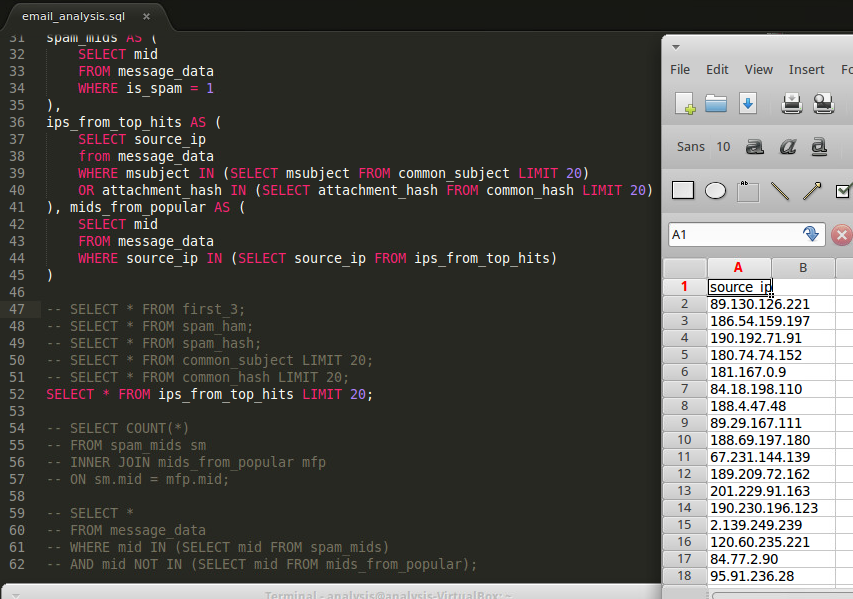 email_analysis.sql ×
31 spam_mids AS (
32 SELECT mid
33 FROM message_data
34 WHERE is_spam = 1
35 ),
36 ips_from_top_hits AS (
37 SELECT source_ip
38 from message_data
39 WHERE msubject IN (SELECT msubject FROM common_subject LIMIT 20)
40 OR attachment_hash IN (SELECT attachment_hash FROM common_hash LIMIT 20)
41 ), mids_from_popular AS (
42 SELECT mid
43 FROM message_data
44 WHERE source_ip IN (SELECT source_ip FROM ips_from_top_hits)
45 )
46
47 -- SELECT * FROM first_3;
48 -- SELECT * FROM spam_ham;
49 -- SELECT * FROM spam_hash;
50 -- SELECT * FROM common_subject LIMIT 20;
51 -- SELECT * FROM common_hash LIMIT 20;
52 SELECT * FROM ips_from_top_hits LIMIT 20;
53
54 -- SELECT COUNT(*)
55 -- FROM spam_mids sm
56 -- INNER JOIN mids_from_popular mfp
57 -- ON sm.mid = mfp.mid;
58
59 -- SELECT *
60 -- FROM message_data
61 -- WHERE mid IN (SELECT mid FROM spam_mids)
62 -- AND mid NOT IN (SELECT mid FROM mids_from_popular);
File Edit View Insert Fo
Sans 10 a a a
Ab
A1
A B
1 source_ip
2 89.130.126.221
3 186.54.159.197
4 190.192.71.91
5 180.74.74.152
6 181.167.0.9
7 84.18.198.110
8 188.4.47.48
9 89.29.167.111
10 188.69.197.180
11 67.231.144.139
12 189.209.72.162
13 201.229.91.163
14 190.230.196.123
15 2.139.249.239
16 120.60.235.221
17 84.77.2.90
18 95.91.236.28
Terminal - analysis@analysis-VirtualBox: ~